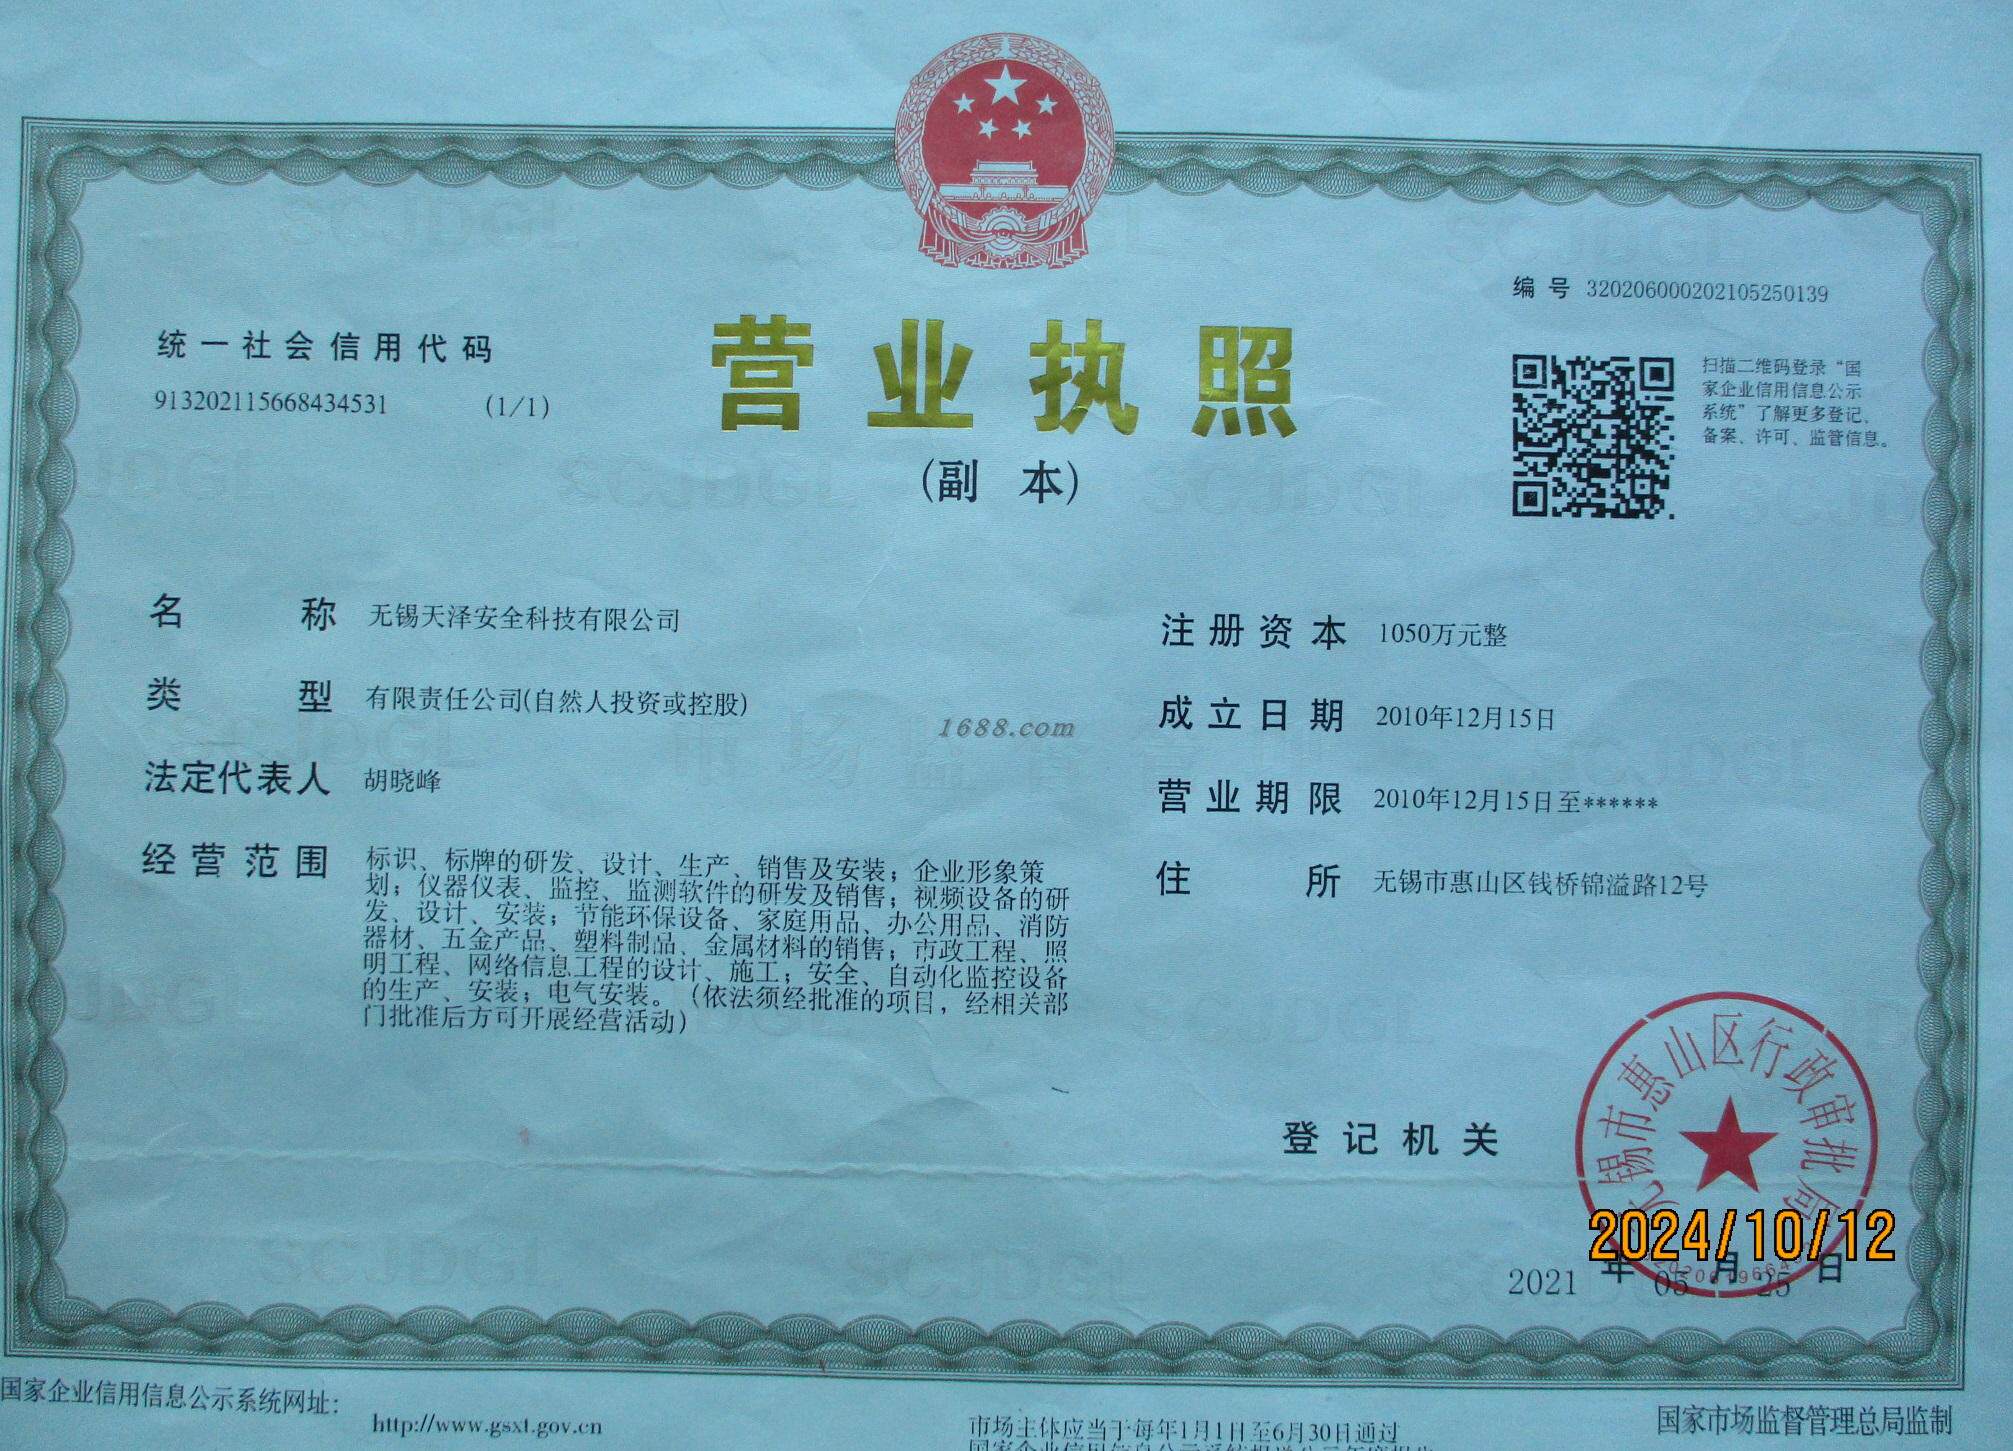 编号 320206000202105250139
统一社会信用代码
913202115668434531 (1/1)
营业执照
(副本)
扫描二维码登录“国
家企业信用信息公示
系统”了解更多登记、
备案、许可、监管信息。
名称 无锡天泽安全科技有限公司
类型 有限责任公司(自然人投资或控股)
法定代表人 胡晓峰
经营范围 标识、标牌的研发、设计、生产、销售及安装；企业形象策
划；仪器仪表、监控、监测软件的研发及销售；视频设备的研
发、设计、安装；节能环保设备、家庭用品、办公用品、消防
器材、五金产品、塑料制品、金属材料的销售；市政工程、照
明工程、网络信息工程的设计、施工；安全、自动化监控设备
的生产、安装；电气安装。（依法须经批准的项目，经相关部
门批准后方可开展经营活动）
注册资本 1050万元整
成立日期 2010年12月15日
营业期限 2010年12月15日至******
住所 无锡市惠山区钱桥锦溢路12号
1688.com
登记机关
无锡市惠山区行政审批局
2024/10/12
2021年05月25日
国家企业信用信息公示系统网址：
http://www.gsxt.gov.cn
市场主体应当于每年1月1日至6月30日通过
国家市场监督管理总局监制